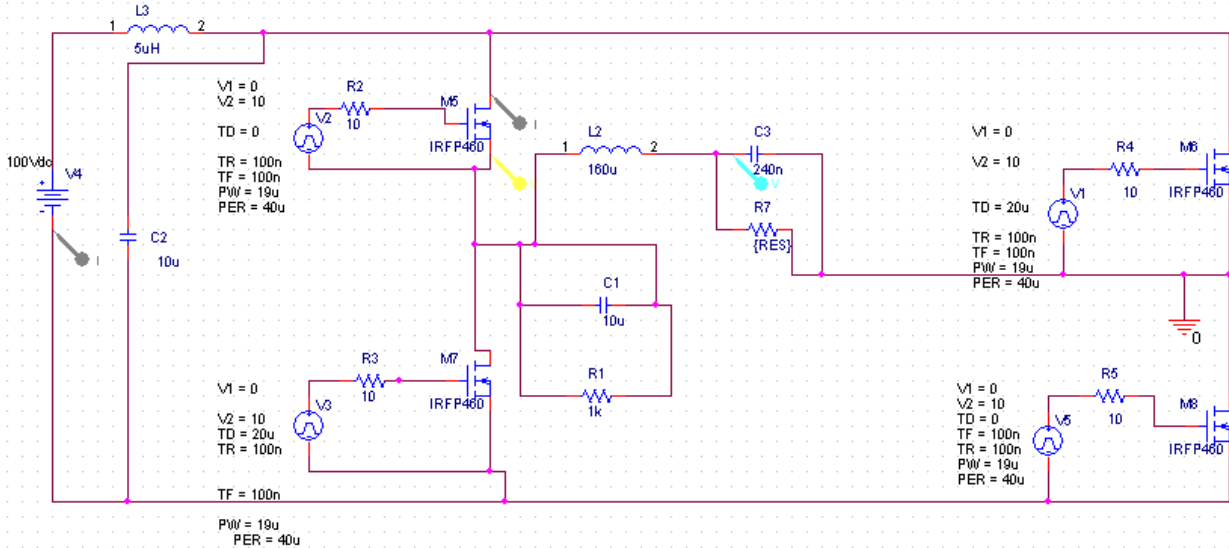 L3
1 2
5uH
V1 = 0
V2 = 10
TD = 0
TR = 100n
TF = 100n
PW = 19u
PER = 40u
V2
R2
10
M5
IRFP460
I
100Vdc
V4
I
C2
10u
L2
1 2
160u
C3
240n
V
R7
{RES}
C1
10u
R1
1k
V1 = 0
V2 = 10
TD = 20u
TR = 100n
TF = 100n
PW = 19u
PER = 40u
V1
R4
10
M6
IRFP460
0
V1 = 0
V2 = 10
TD = 20u
TR = 100n
TF = 100n
PW = 19u
PER = 40u
V3
R3
10
M7
IRFP460
V1 = 0
V2 = 10
TD = 0
TF = 100n
TR = 100n
PW = 19u
PER = 40u
V5
R5
10
M8
IRFP460